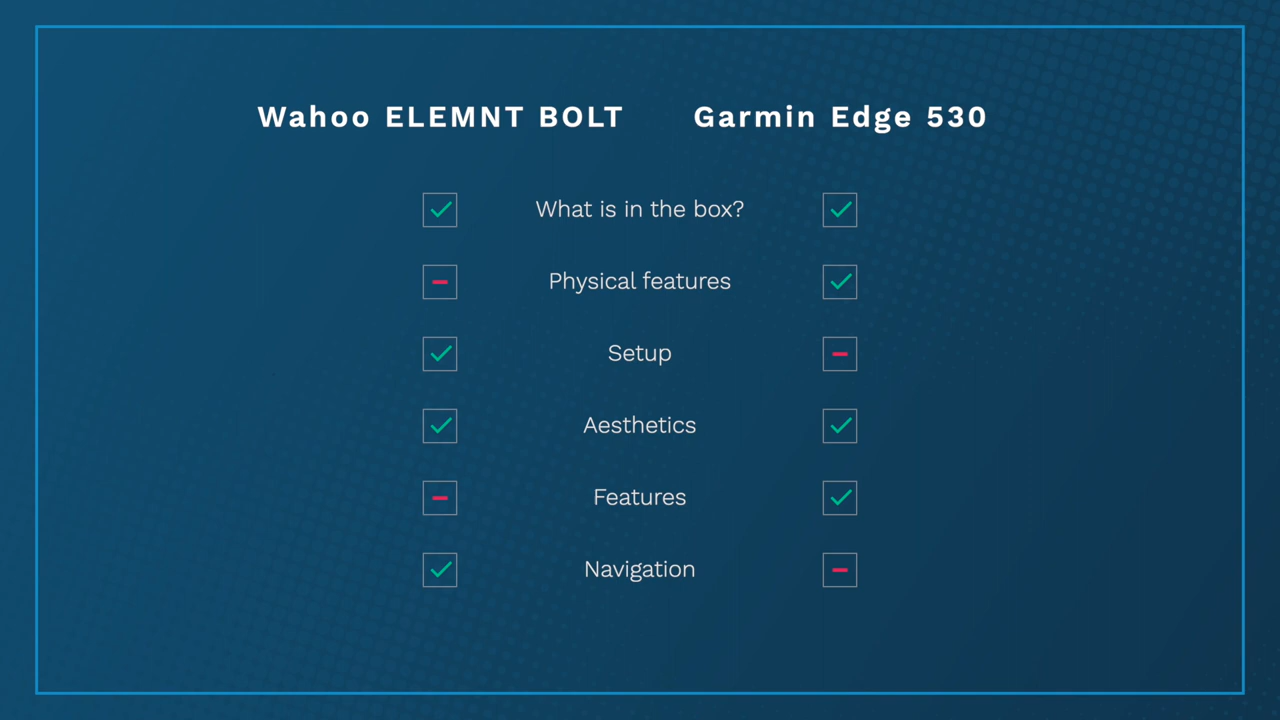 Wahoo ELEMNT BOLT Garmin Edge 530
What is in the box?
Physical features
Setup
Aesthetics
Features
Navigation